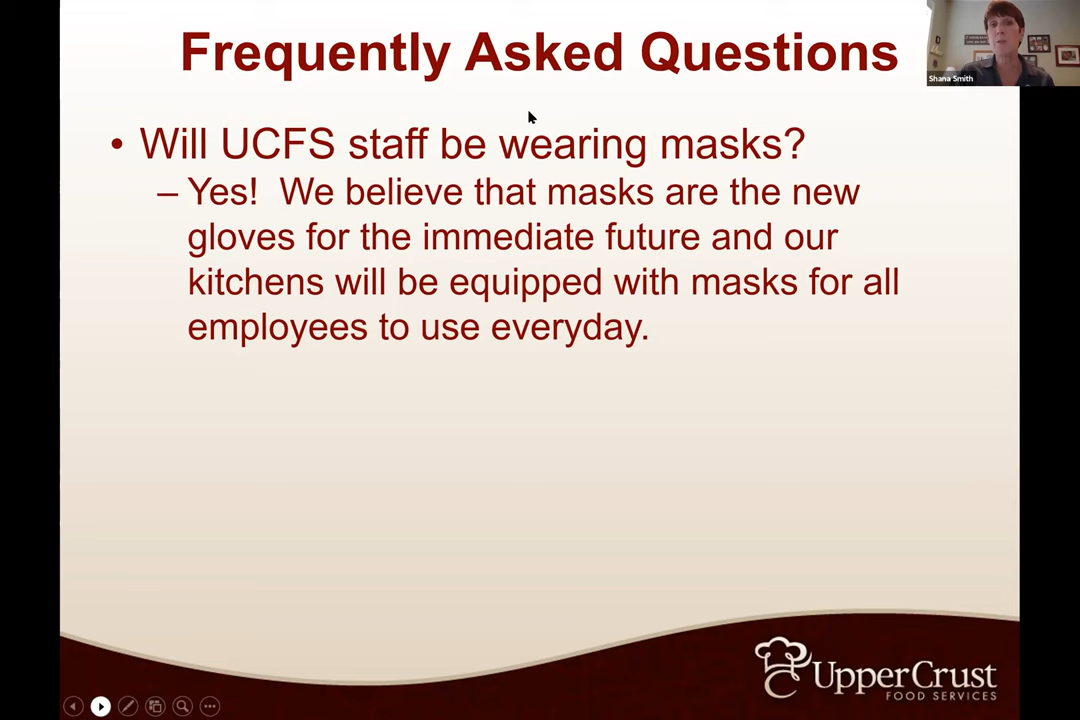 Frequently Asked Questions
Shana Smith
• Will UCFS staff be wearing masks?
– Yes!  We believe that masks are the new
gloves for the immediate future and our
kitchens will be equipped with masks for all
employees to use everyday.
UpperCrust
FOOD SERVICES